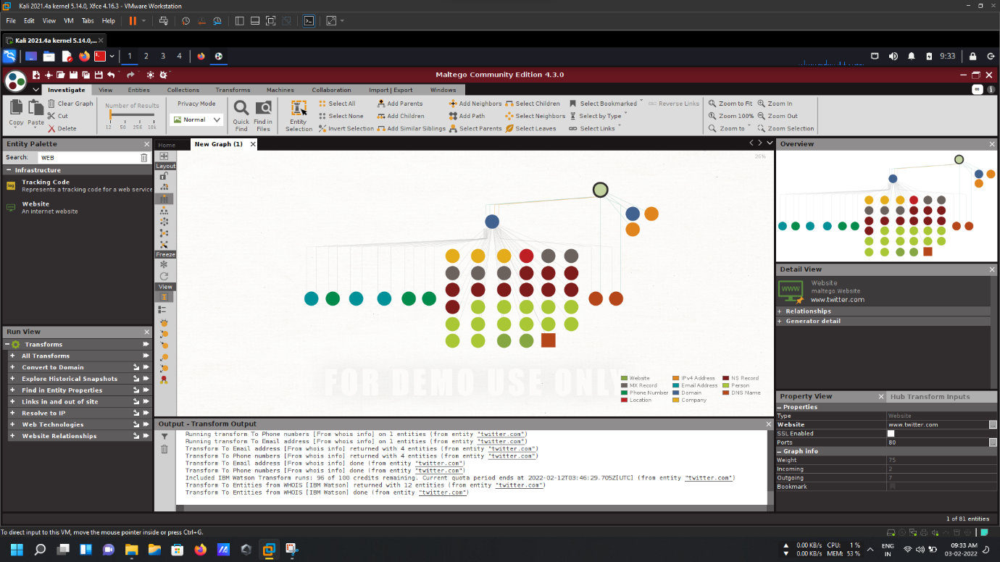 Kali 2021.4a kernel 5.14.0, Xfce 4.16.3 - VMware Workstation
File Edit View VM Tabs Help
Kali 2021.4a kernel 5.14.0,...
1 2 3 4
9:33
Maltego Community Edition 4.3.0
Investigate View Entities Collections Transforms Machines Collaboration Import | Export Windows
Copy Paste
Clear Graph
Cut
Delete
Number of Results
12 50 256 10k
Privacy Mode
Normal
Quick Find
Find in Files
Entity Selection
Select All
Select None
Invert Selection
Add Parents
Add Children
Add Similar Siblings
Add Neighbors
Add Path
Select Parents
Select Children
Select Neighbors
Select Leaves
Select Bookmarked
Select by Type
Select Links
Reverse Links
Zoom to Fit
Zoom 100%
Zoom to
Zoom In
Zoom Out
Zoom Selection
Entity Palette
Search: WEB
Infrastructure
Tracking Code
Represents a tracking code for a web service
Website
An internet website
Run View
Transforms
All Transforms
Convert to Domain
Explore Historical Snapshots
Find in Entity Properties
Links in and out of site
Resolve to IP
Web Technologies
Website Relationships
Home New Graph (1)
Layout
Freeze
View
26%
FOR DEMO USE ONLY
Website IPv4 Address NS Record
MX Record Email Address Person
Phone Number Domain DNS Name
Location Company
Output - Transform Output
Running transform To Phone numbers [From whois info] on 1 entities (from entity "twitter.com")
Running transform To Email address [From whois info] on 1 entities (from entity "twitter.com")
Transform To Email address [From whois info] returned with 4 entities (from entity "twitter.com")
Transform To Phone numbers [From whois info] returned with 4 entities (from entity "twitter.com")
Transform To Email address [From whois info] done (from entity "twitter.com")
Transform To Phone numbers [From whois info] done (from entity "twitter.com")
Included IBM Watson Transform runs: 96 of 100 credits remaining. Current quota period ends at 2022-02-12T03:46:29.705Z[UTC] (from entity "twitter.com")
Transform To Entities from WHOIS [IBM Watson] returned with 12 entities (from entity "twitter.com")
Transform To Entities from WHOIS [IBM Watson] done (from entity "twitter.com")
Overview
Detail View
WWW
Website
maltego.Website
www.twitter.com
Relationships
Generator detail
Property View Hub Transform Inputs
Properties
Type Website
Website www.twitter.com
SSL Enabled
Ports 80
Graph info
Weight 75
Incoming 2
Outgoing 7
Bookmark
1 of 81 entities
To direct input to this VM, move the mouse pointer inside or press Ctrl+G.
0.00 KB/s CPU: 1 %
0.00 KB/s MEM: 53 %
ENG
IN
09:33 AM
03-02-2022